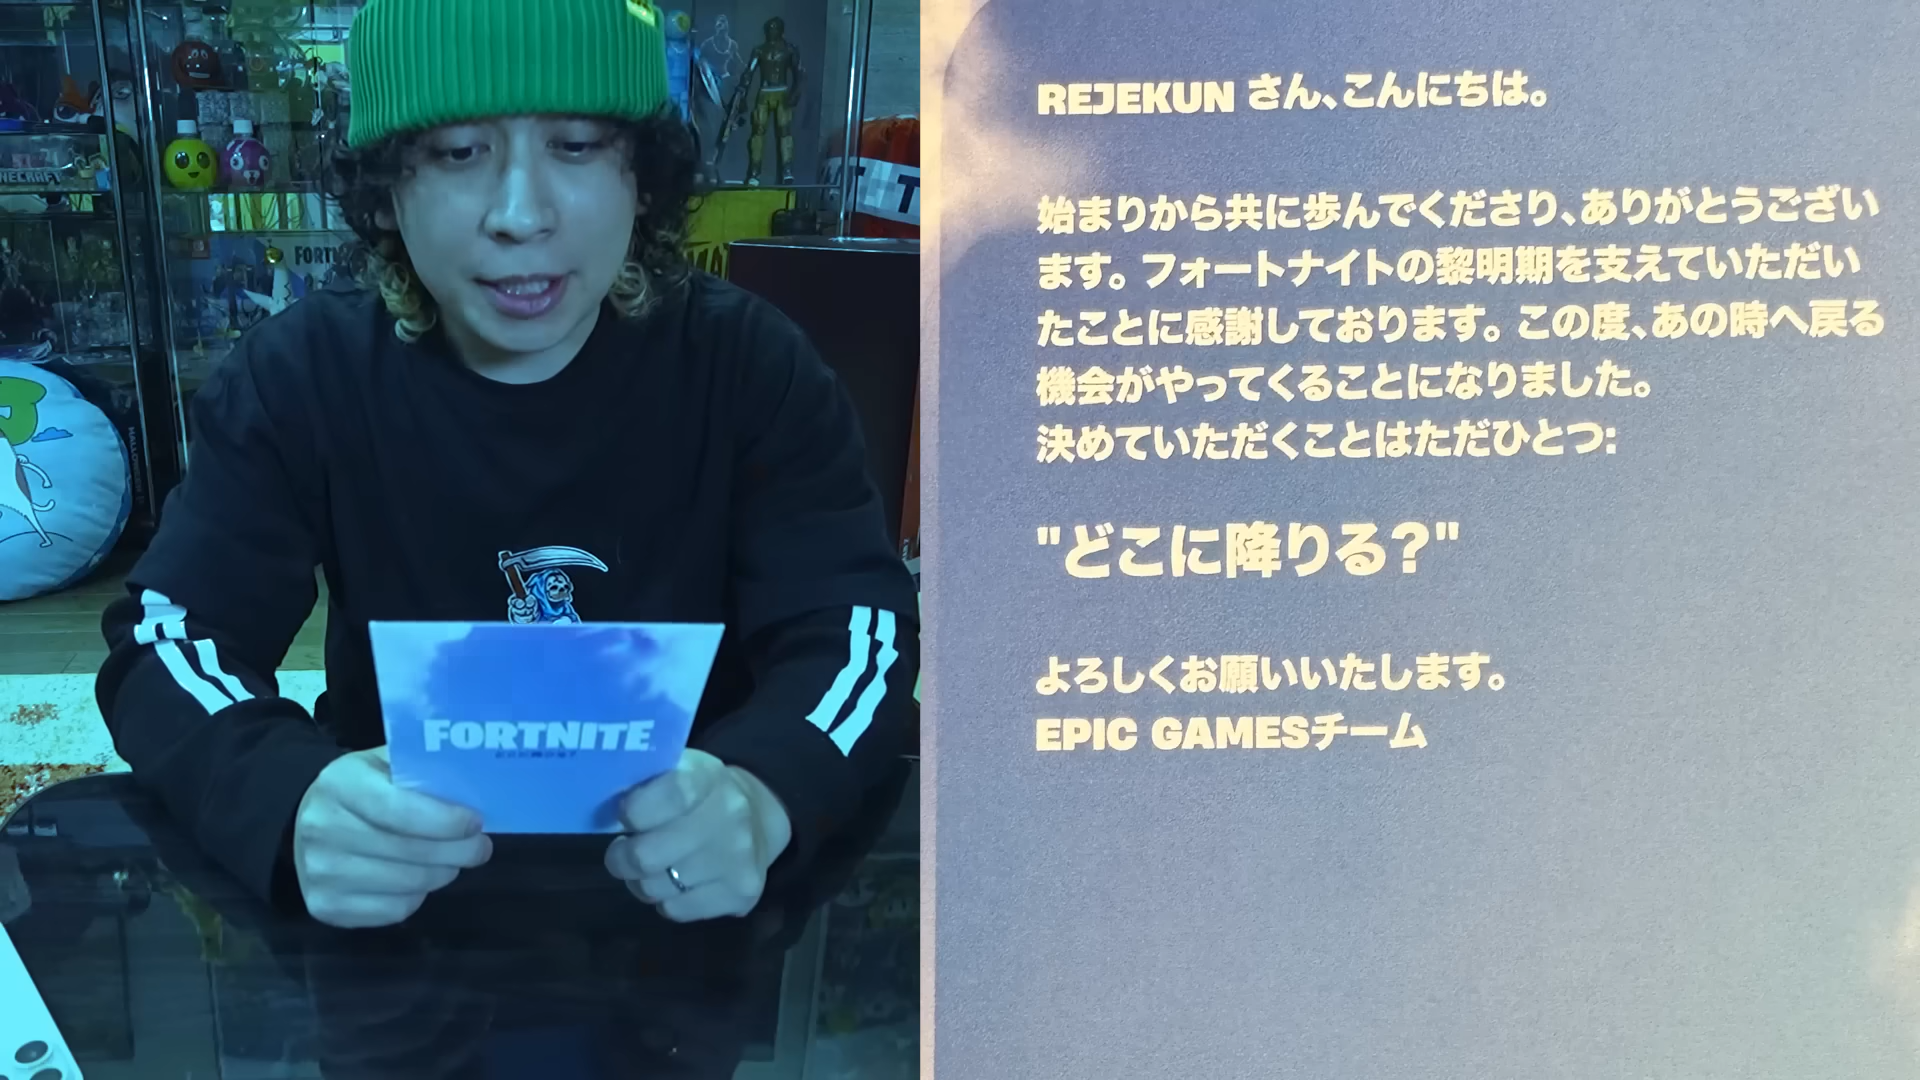 FORTNITE
NECRAFT
FORT
T T
REJEKUN さん、こんにちは。
始まりから共に歩んでくださり、ありがとうござい
ます。フォートナイトの黎明期を支えていただい
たことに感謝しております。この度、あの時へ戻る
機会がやってくることになりました。
決めていただくことはただひとつ:
"どこに降りる?"
よろしくお願いいたします。
EPIC GAMESチーム